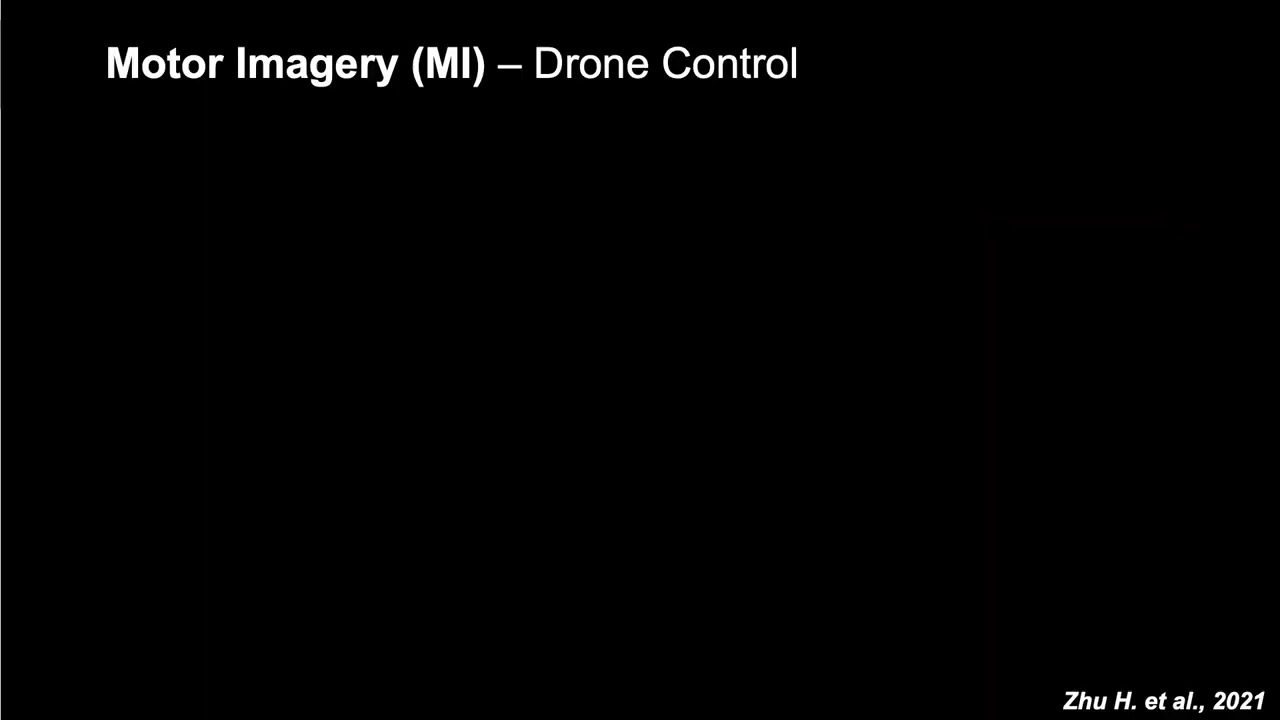 Motor Imagery (MI) – Drone Control
Zhu H. et al., 2021